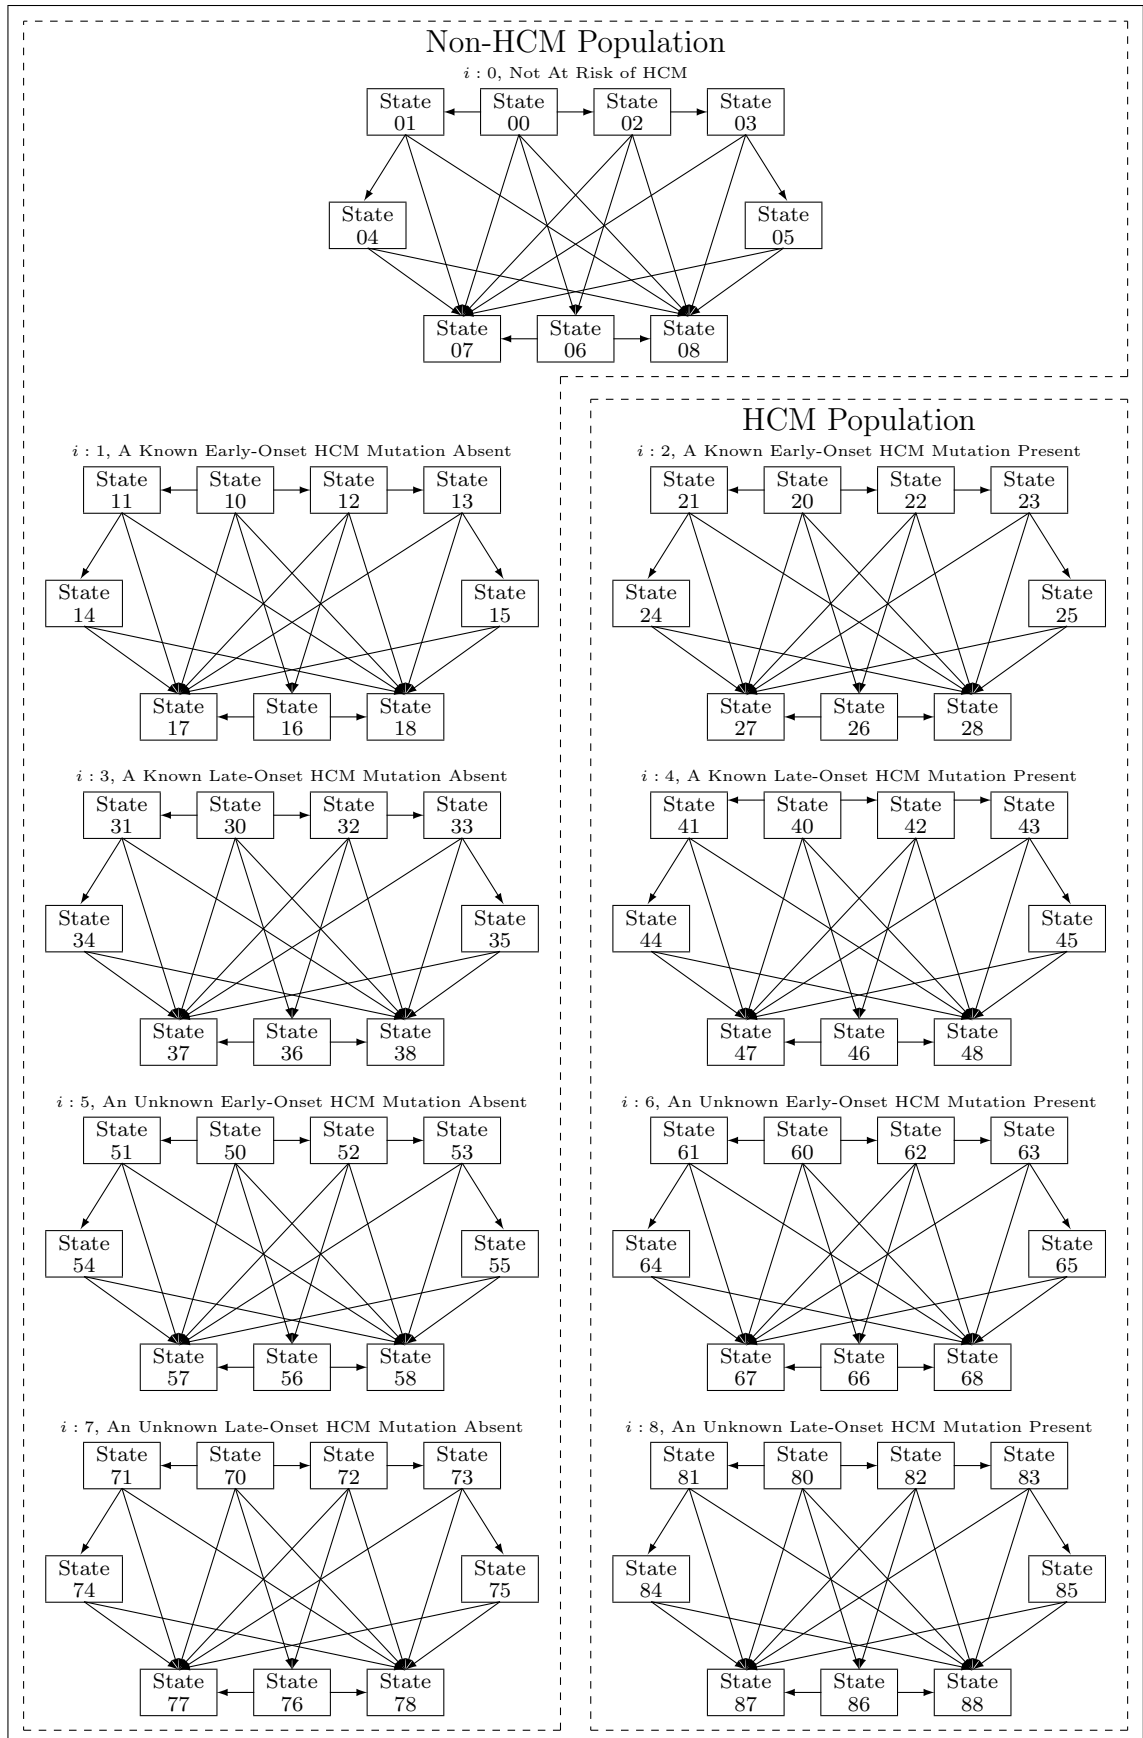 Non-HCM Population
i : 0, Not At Risk of HCM
State 01
State 00
State 02
State 03
State 04
State 05
State 07
State 06
State 08
HCM Population
i : 1, A Known Early-Onset HCM Mutation Absent
State 11
State 10
State 12
State 13
State 14
State 15
State 17
State 16
State 18
i : 2, A Known Early-Onset HCM Mutation Present
State 21
State 20
State 22
State 23
State 24
State 25
State 27
State 26
State 28
i : 3, A Known Late-Onset HCM Mutation Absent
State 31
State 30
State 32
State 33
State 34
State 35
State 37
State 36
State 38
i : 4, A Known Late-Onset HCM Mutation Present
State 41
State 40
State 42
State 43
State 44
State 45
State 47
State 46
State 48
i : 5, An Unknown Early-Onset HCM Mutation Absent
State 51
State 50
State 52
State 53
State 54
State 55
State 57
State 56
State 58
i : 6, An Unknown Early-Onset HCM Mutation Present
State 61
State 60
State 62
State 63
State 64
State 65
State 67
State 66
State 68
i : 7, An Unknown Late-Onset HCM Mutation Absent
State 71
State 70
State 72
State 73
State 74
State 75
State 77
State 76
State 78
i : 8, An Unknown Late-Onset HCM Mutation Present
State 81
State 80
State 82
State 83
State 84
State 85
State 87
State 86
State 88